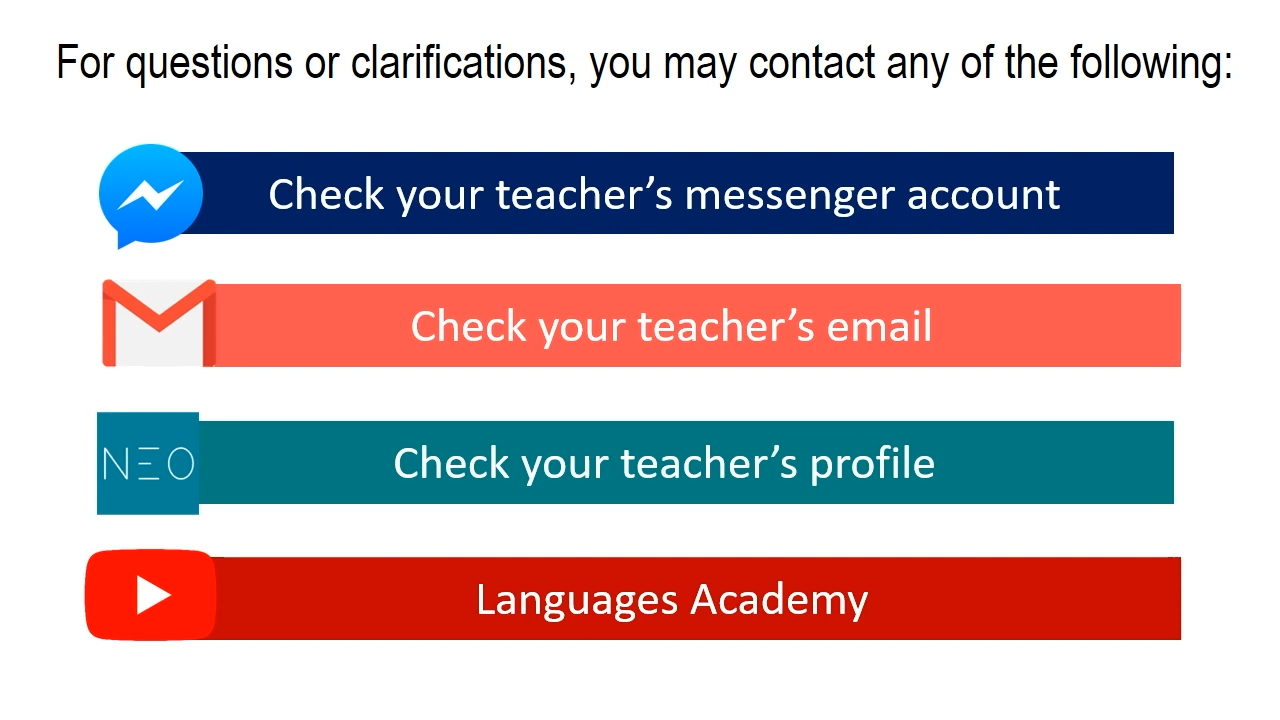 For questions or clarifications, you may contact any of the following:
Check your teacher’s messenger account
Check your teacher’s email
NEO
Check your teacher’s profile
Languages Academy